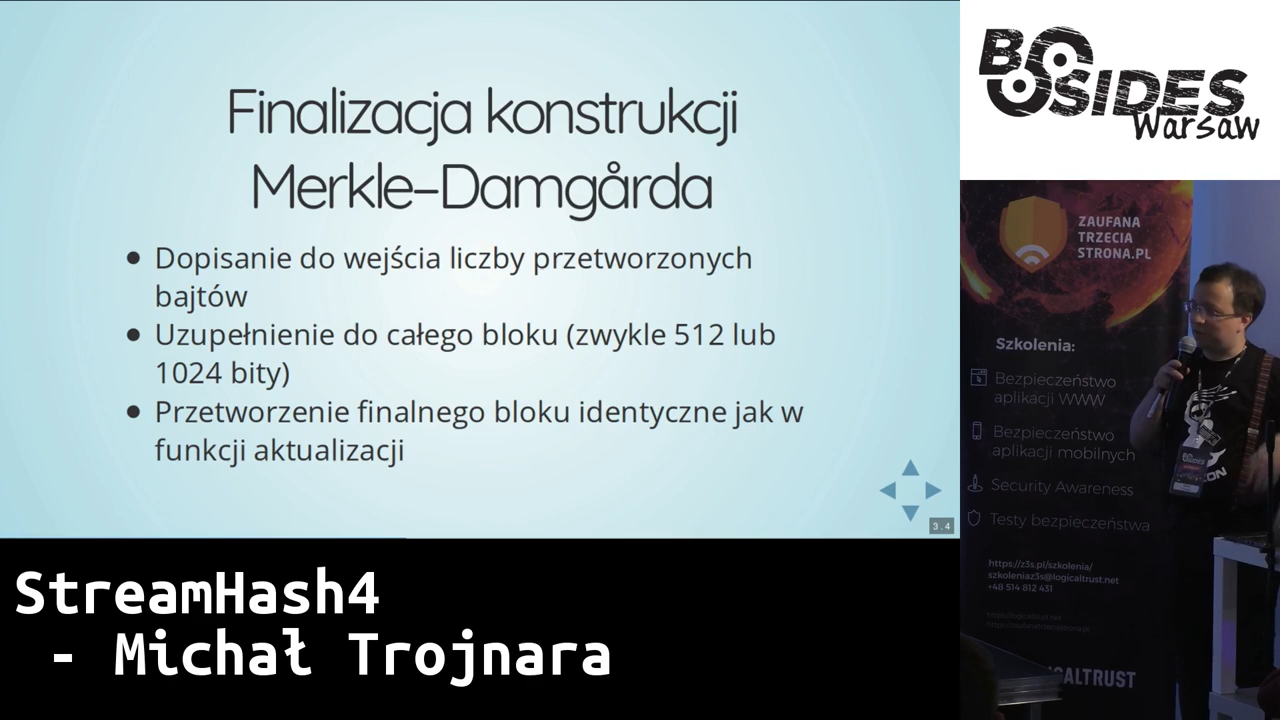 Finalizacja konstrukcji
Merkle–Damgårda
• Dopisanie do wejścia liczby przetworzonych
bajtów
• Uzupełnienie do całego bloku (zwykle 512 lub
1024 bity)
• Przetworzenie finalnego bloku identyczne jak w
funkcji aktualizacji
3.4
StreamHash4
- Michał Trojnara
BSIDES
Warsaw
ZAUFANA
TRZECIA
STRONA.PL
Szkolenia:
Bezpieczeństwo
aplikacji WWW
Bezpieczeństwo
aplikacji mobilnych
Security Awareness
Testy bezpieczeństwa
https://z3s.pl/szkolenia/
szkoleniaz3s@logicaltrust.net
+48 514 812 431
BSIDES